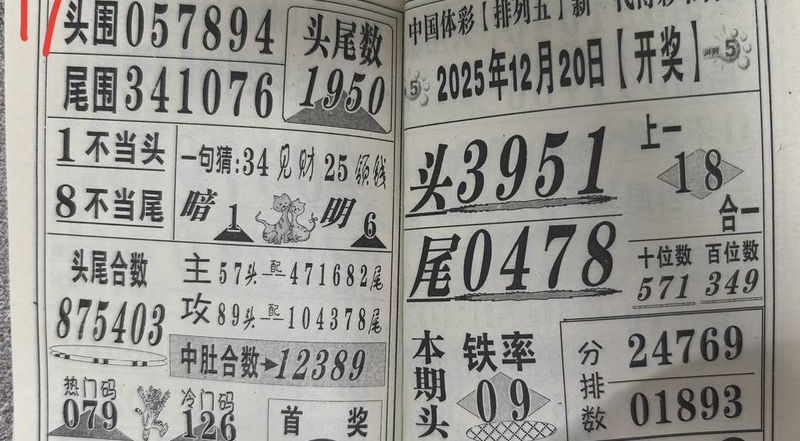 头围057894
尾围341076
头尾数
1950
1不当头
8不当尾
一句猜:34见财25领钱
暗1
明6
头尾合数
875403
主57头配471682尾
攻89头配104378尾
中肚合数→12389
热门码
079
冷门码
126
首奖
中国体彩【排列五】新一代
2025年12月20日【开奖】
5
5
头3951
尾0478
上一
18
合一
十位数
571
百位数
349
本期头
铁率
09
分排数
24769
01893